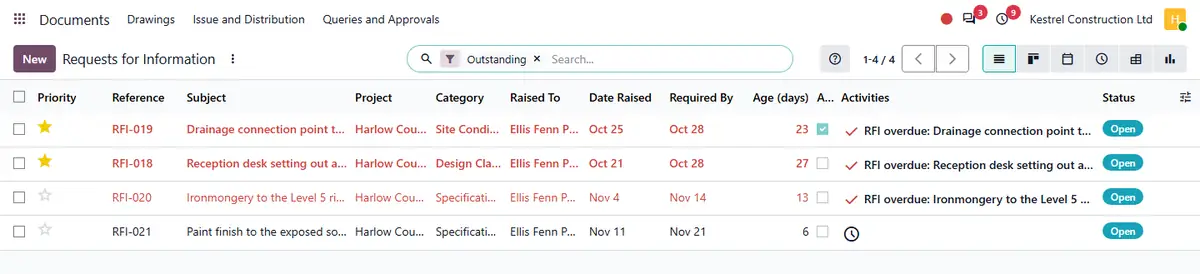 Documents Drawings Issue and Distribution Queries and Approvals 3 9 Kestrel Construction Ltd H
New Requests for Information Outstanding × Search... 1-4 / 4
Priority Reference Subject Project Category Raised To Date Raised Required By Age (days) A... Activities Status
RFI-019 Drainage connection point t... Harlow Cou... Site Condi... Ellis Fenn P... Oct 25 Oct 28 23 RFI overdue: Drainage connection point t... Open
RFI-018 Reception desk setting out a... Harlow Cou... Design Cla... Ellis Fenn P... Oct 21 Oct 28 27 RFI overdue: Reception desk setting out a... Open
RFI-020 Ironmongery to the Level 5 ri... Harlow Cou... Specificati... Ellis Fenn P... Nov 4 Nov 14 13 RFI overdue: Ironmongery to the Level 5 ... Open
RFI-021 Paint finish to the exposed so... Harlow Cou... Specificati... Ellis Fenn P... Nov 11 Nov 21 6 Open